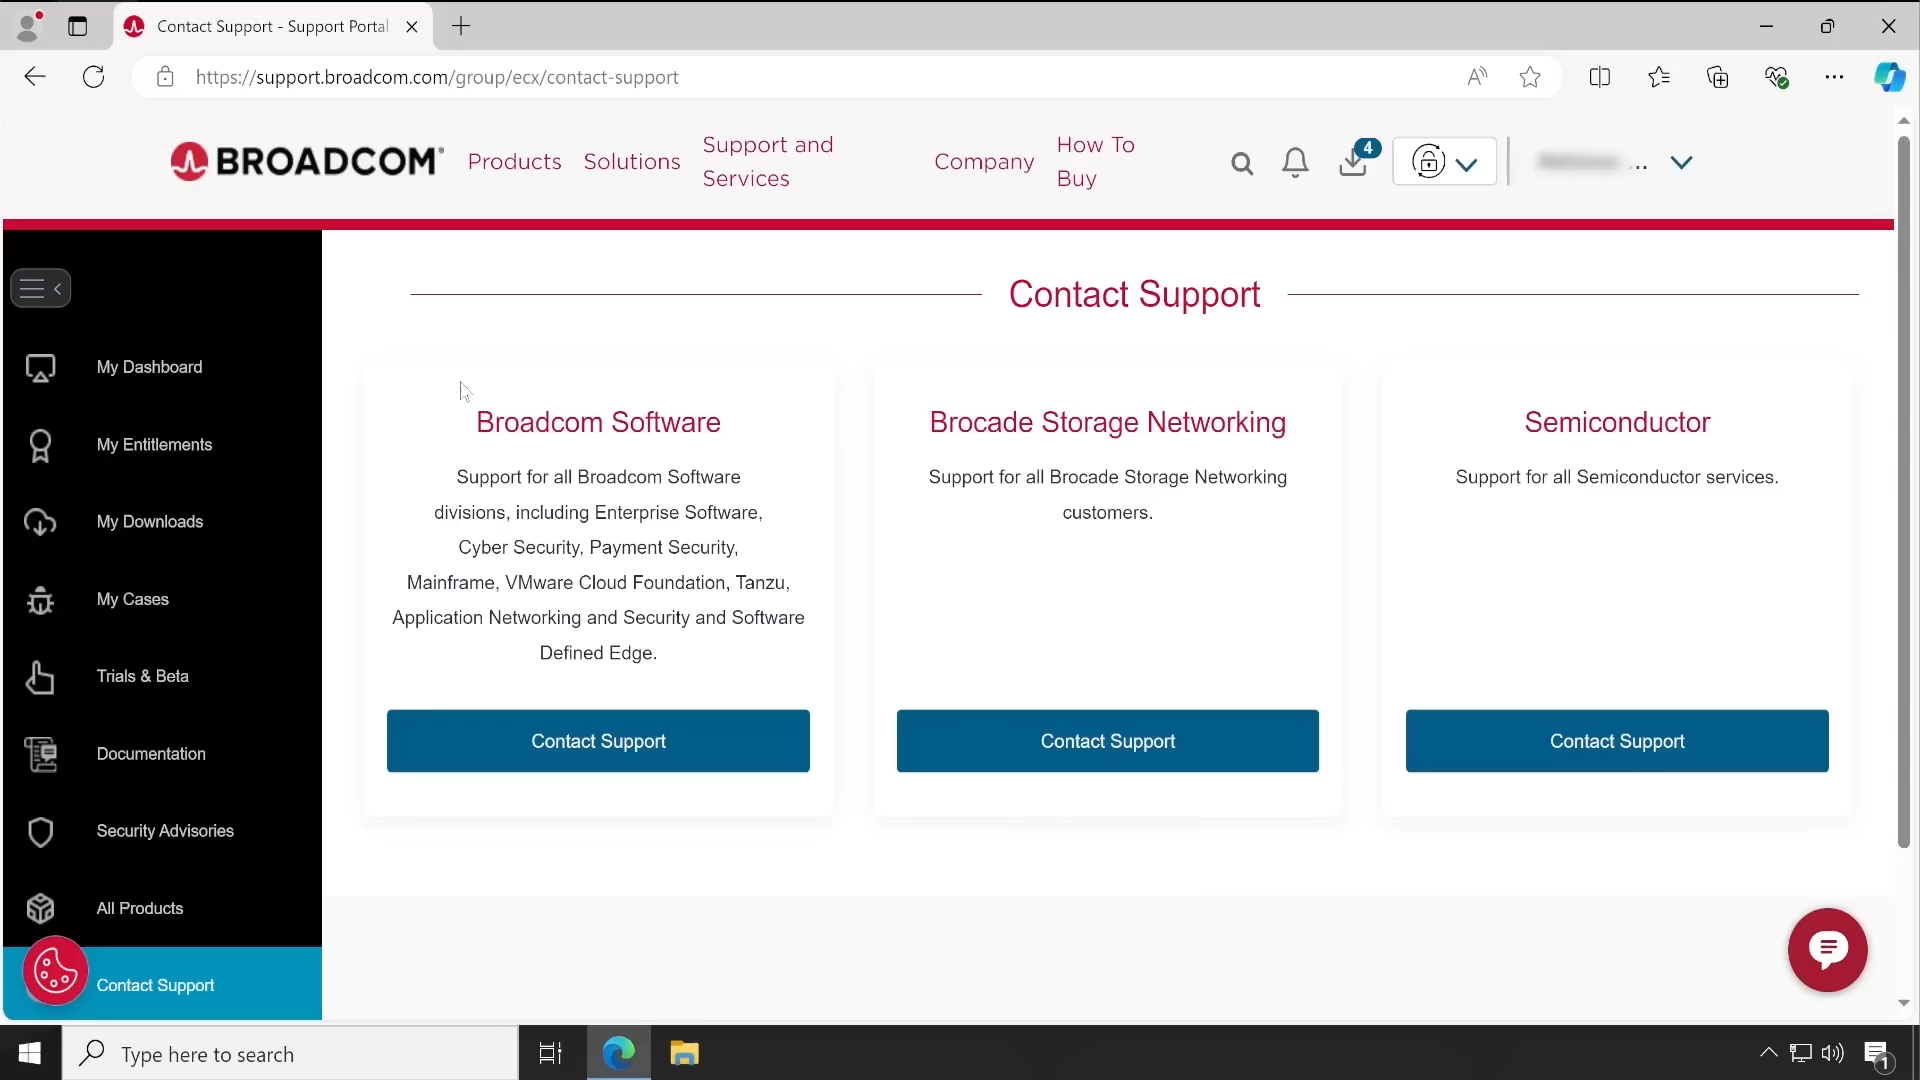 Contact Support - Support Portal
https://support.broadcom.com/group/ecx/contact-support
BROADCOM
Products
Solutions
Support and
Services
Company
How To
Buy
4
...
Contact Support
My Dashboard
My Entitlements
My Downloads
My Cases
Trials & Beta
Documentation
Security Advisories
All Products
Contact Support
Broadcom Software
Support for all Broadcom Software
divisions, including Enterprise Software,
Cyber Security, Payment Security,
Mainframe, VMware Cloud Foundation, Tanzu,
Application Networking and Security and Software
Defined Edge.
Contact Support
Brocade Storage Networking
Support for all Brocade Storage Networking
customers.
Contact Support
Semiconductor
Support for all Semiconductor services.
Contact Support
Type here to search
1